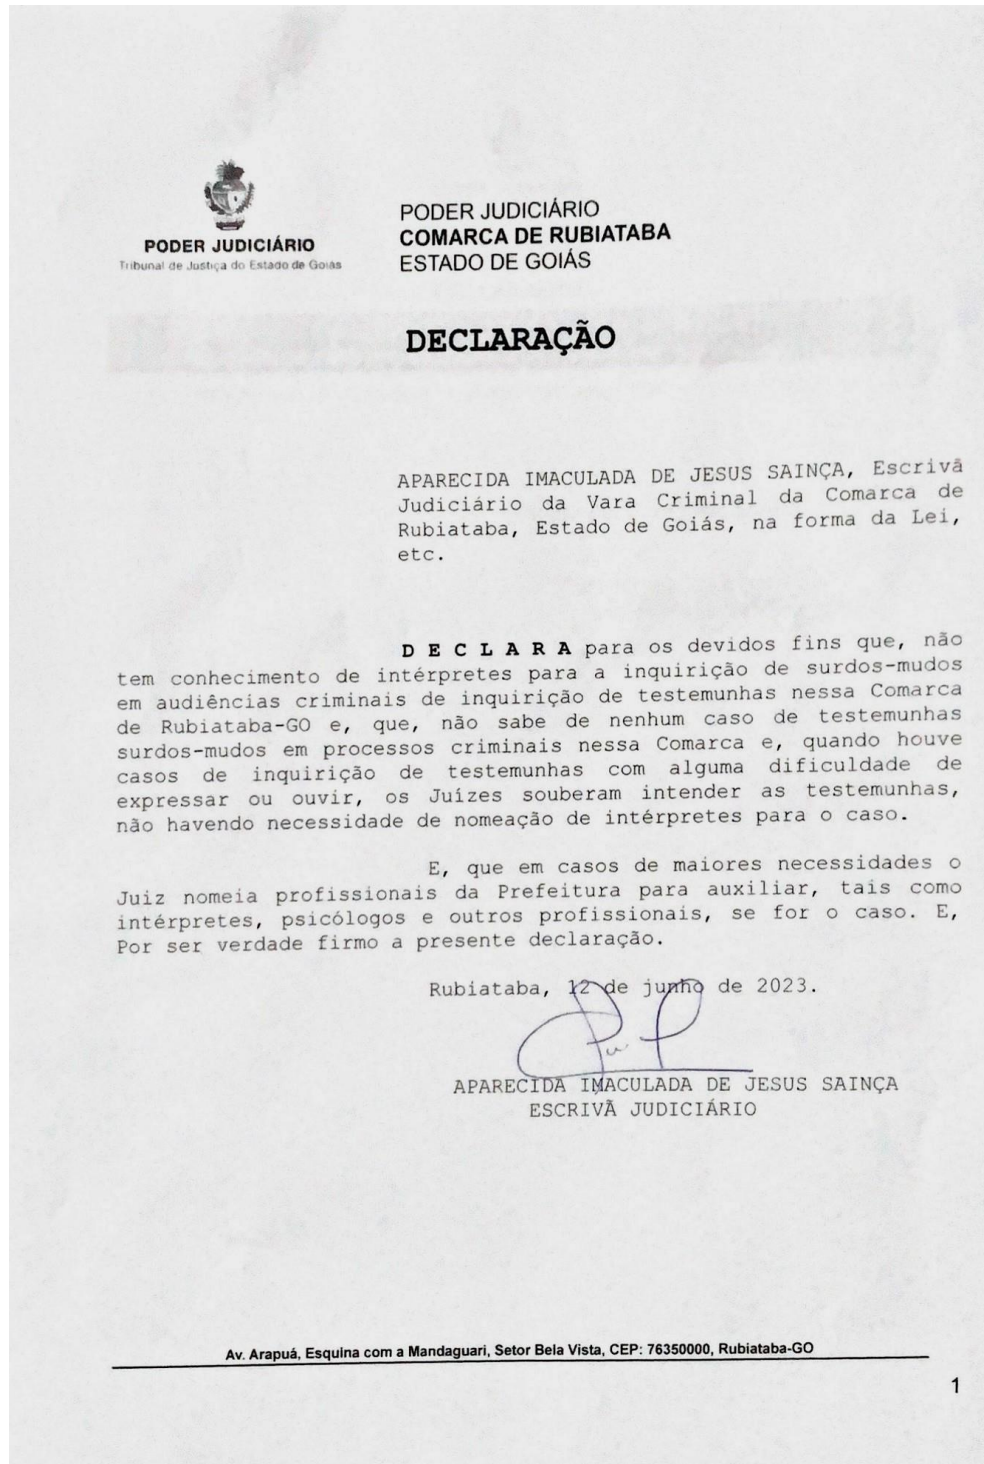 PODER JUDICIÁRIO
Tribunal de Justiça do Estado de Goiás
PODER JUDICIÁRIO
COMARCA DE RUBIATABA
ESTADO DE GOIÁS
DECLARAÇÃO
APARECIDA IMACULADA DE JESUS SAINÇA, Escrivã
Judiciário da Vara Criminal da Comarca de
Rubiataba, Estado de Goiás, na forma da Lei,
etc.
D E C L A R A para os devidos fins que, não
tem conhecimento de intérpretes para a inquirição de surdos-mudos
em audiências criminais de inquirição de testemunhas nessa Comarca
de Rubiataba-GO e, que, não sabe de nenhum caso de testemunhas
surdos-mudos em processos criminais nessa Comarca e, quando houve
casos de inquirição de testemunhas com alguma dificuldade de
expressar ou ouvir, os Juízes souberam intender as testemunhas,
não havendo necessidade de nomeação de intérpretes para o caso.
E, que em casos de maiores necessidades o
Juiz nomeia profissionais da Prefeitura para auxiliar, tais como
intérpretes, psicólogos e outros profissionais, se for o caso. E,
Por ser verdade firmo a presente declaração.
Rubiataba, 12 de junho de 2023.
APARECIDA IMACULADA DE JESUS SAINÇA
ESCRIVÃ JUDICIÁRIO
Av. Arapuá, Esquina com a Mandaguari, Setor Bela Vista, CEP: 76350000, Rubiataba-GO
1